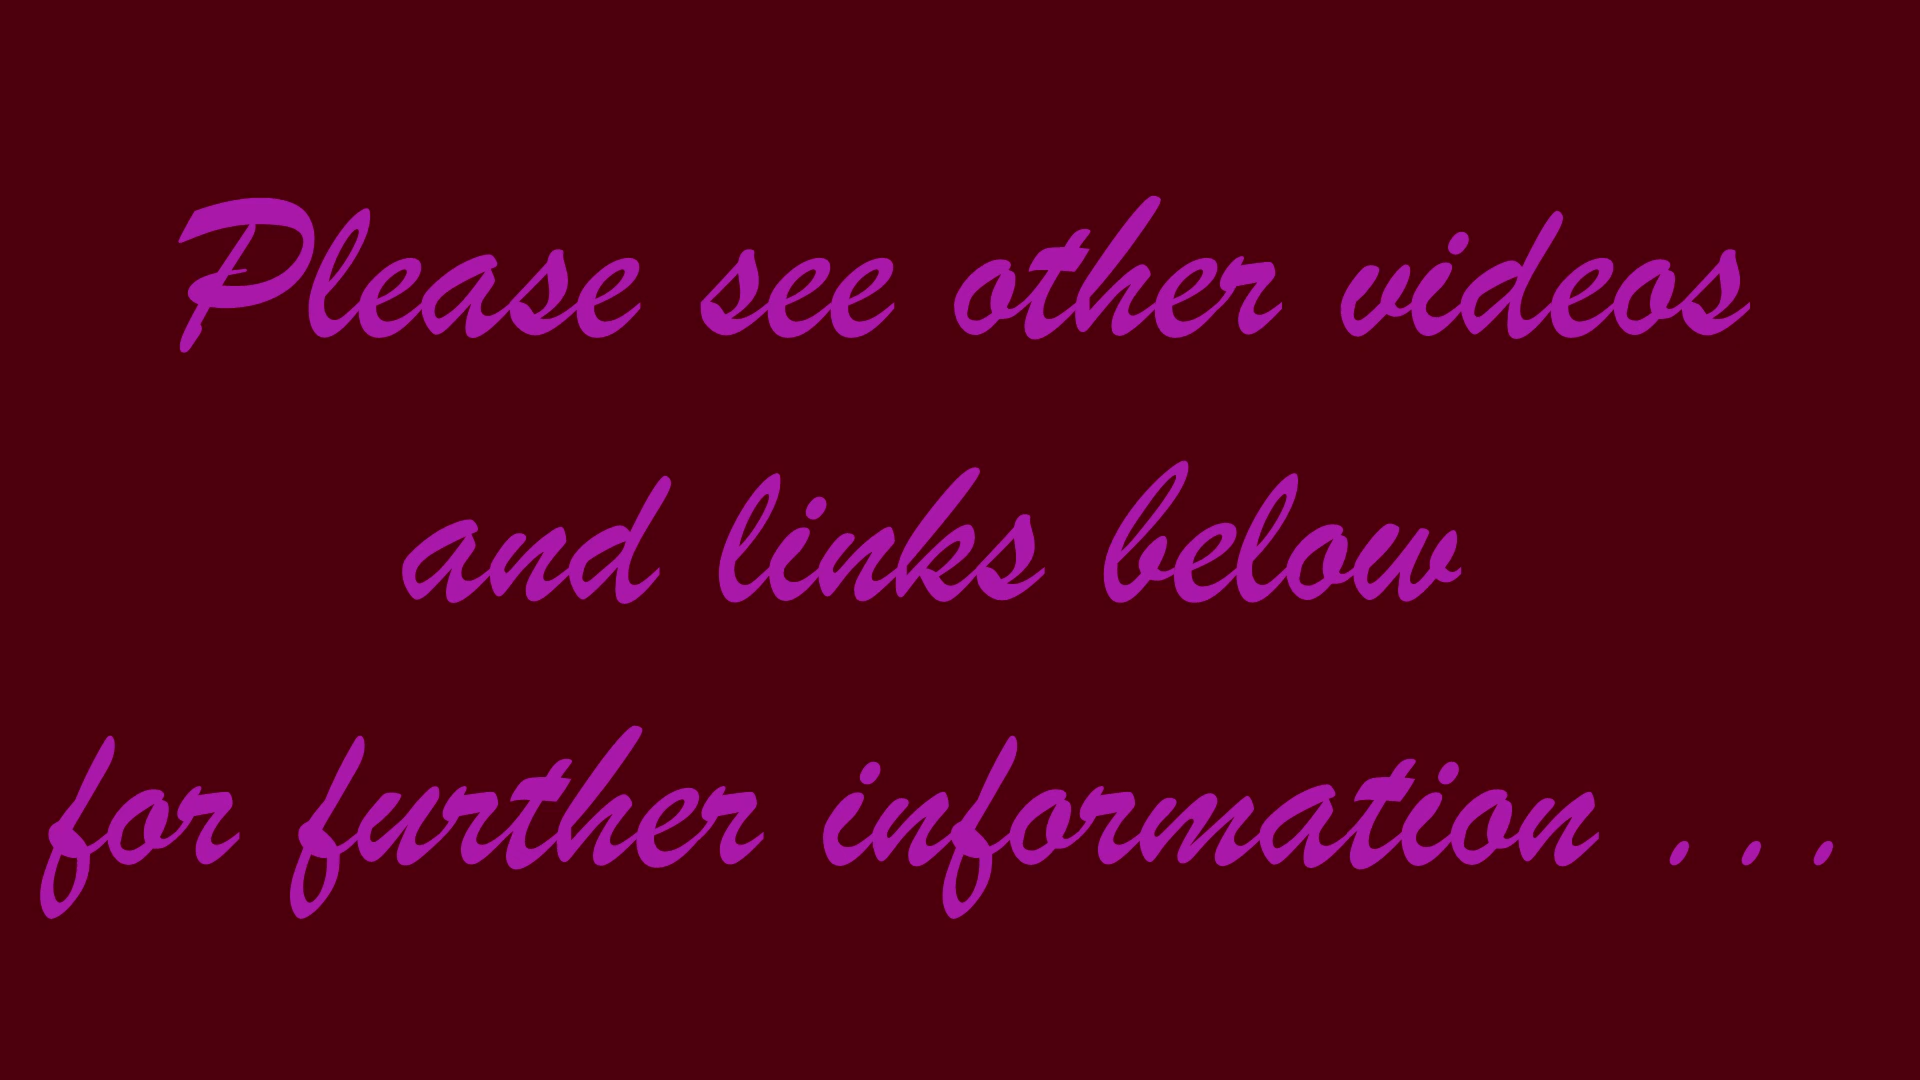 Please see other videos
and links below
for further information . . .